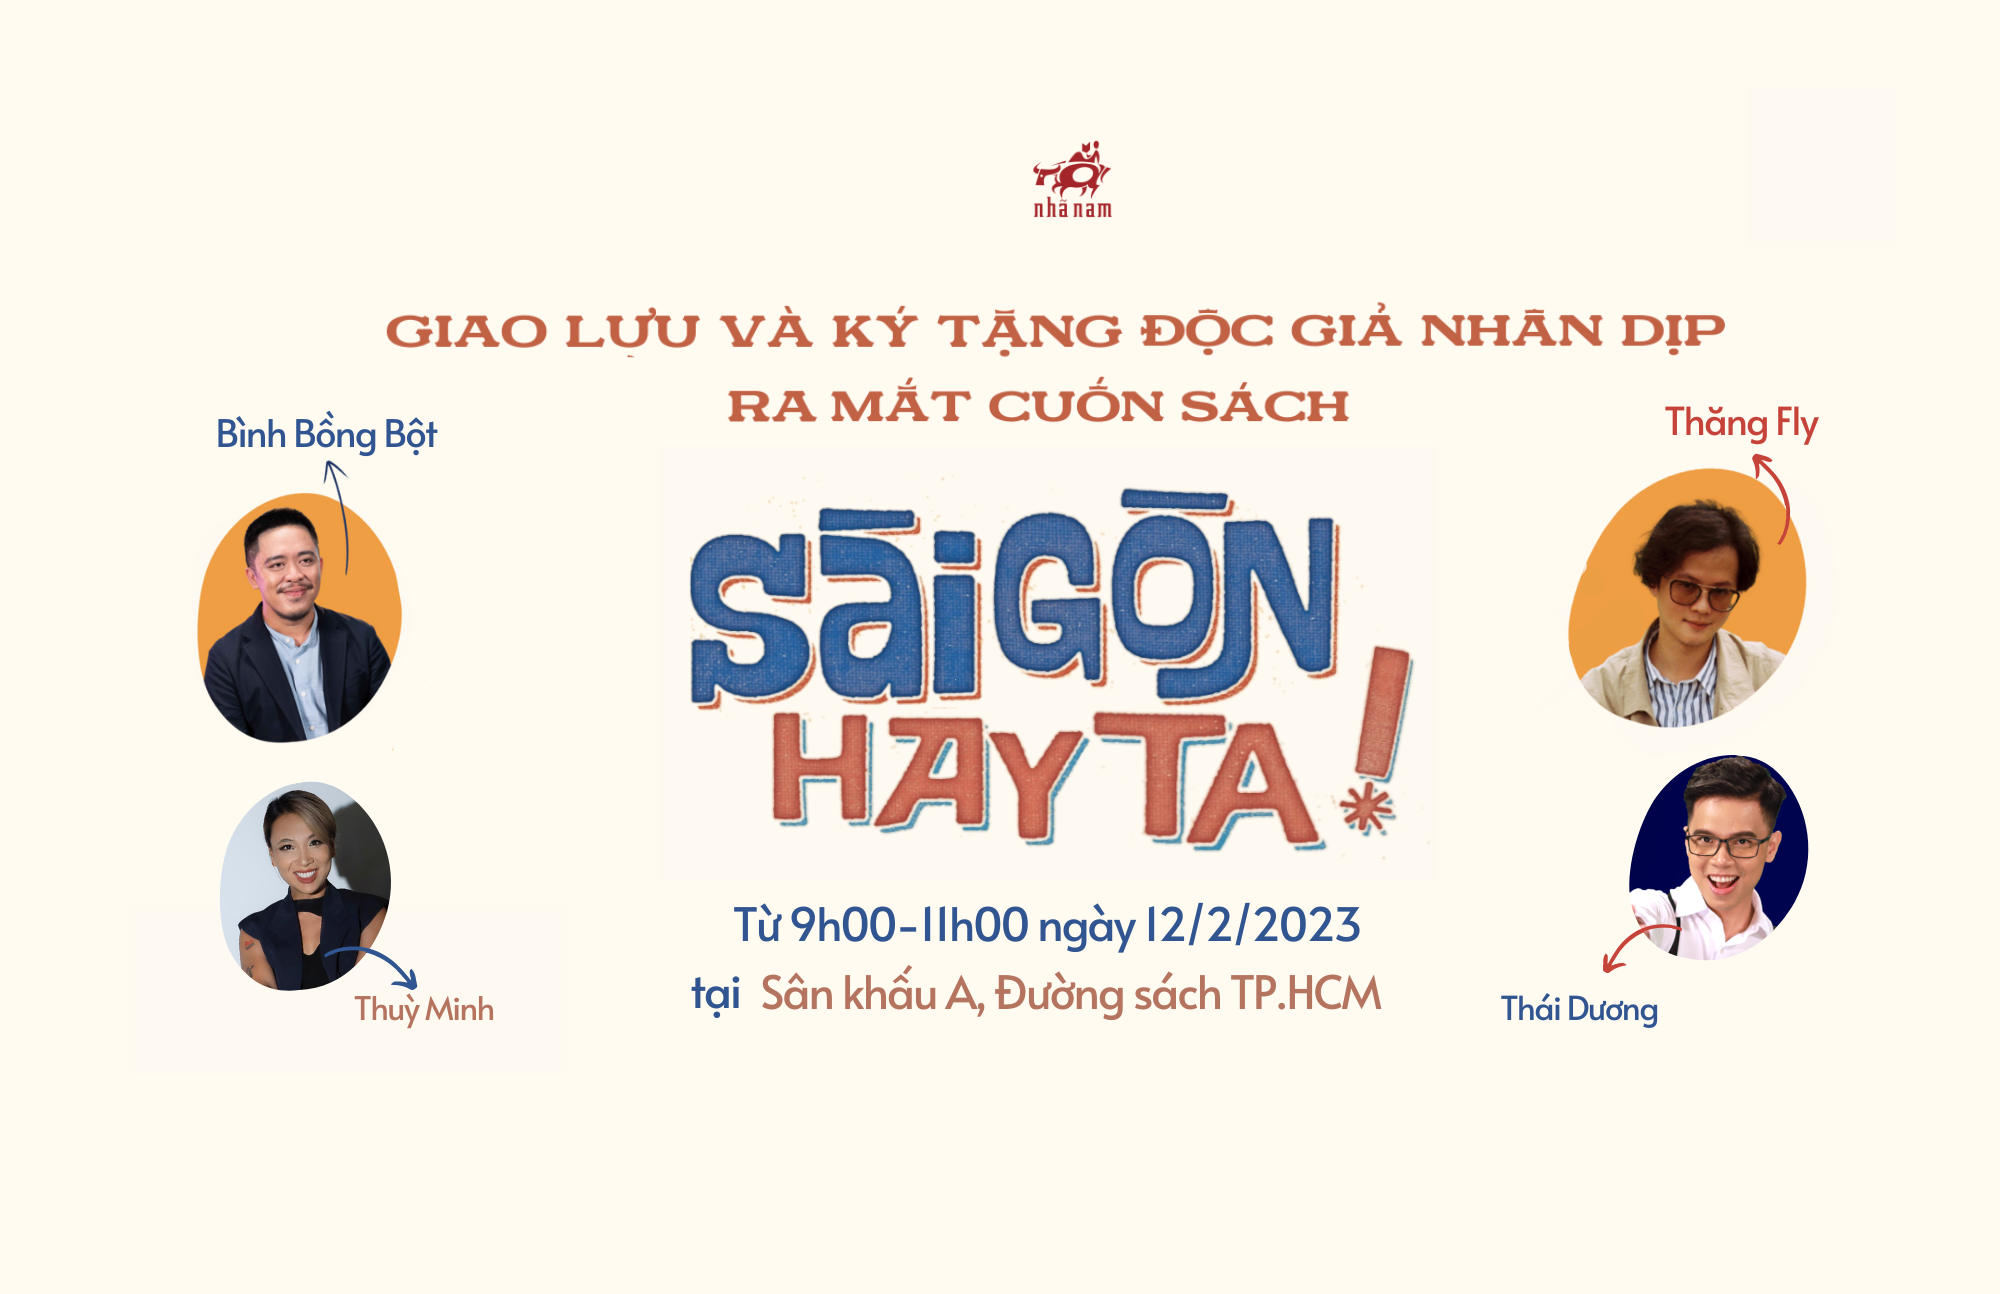 nhã nam
GIAO LƯU VÀ KÝ TẶNG ĐỘC GIẢ NHÂN DỊP
RA MẮT CUỐN SÁCH
Bình Bồng Bột
Thăng Fly
SÀI GÒN
HAY TA!
Thuỳ Minh
Thái Dương
Từ 9h00-11h00 ngày 12/2/2023
tại Sân khấu A, Đường sách TP.HCM